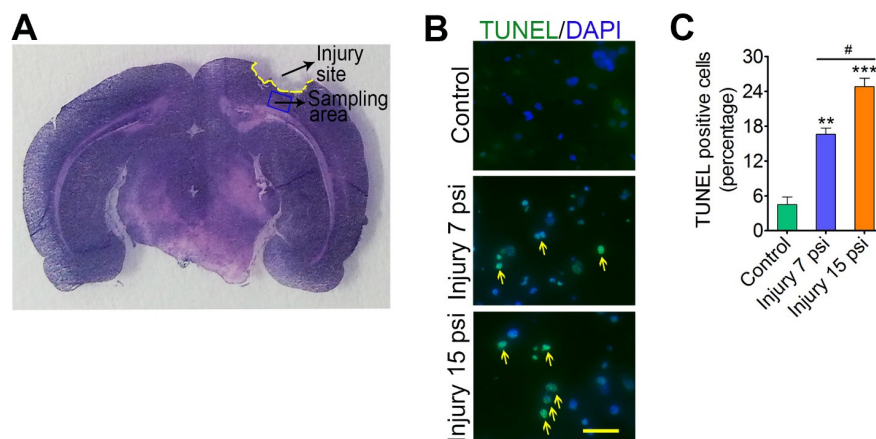 A
Injury
site
Sampling
area
B
TUNEL/DAPI
Control
Injury 7 psi
Injury 15 psi
C
TUNEL positive cells
(percentage)
30
24
18
12
6
0
#
**
***
Control
Injury 7 psi
Injury 15 psi